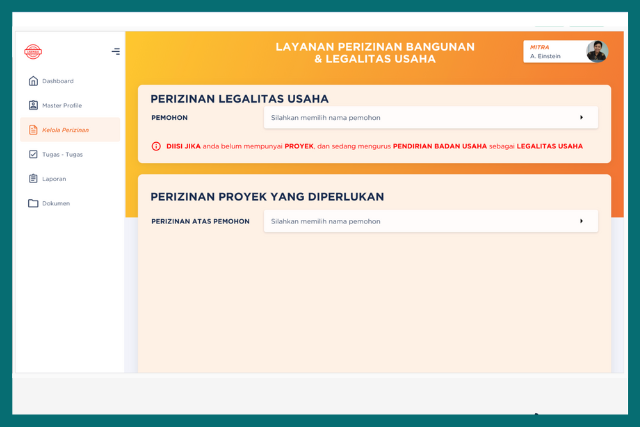 LAYANAN PERIZINAN BANGUNAN
& LEGALITAS USAHA
MITRA
A. Einstein
Dashboard
Master Profile
Kelola Perizinan
Tugas - Tugas
Laporan
Dokumen
PERIZINAN LEGALITAS USAHA
PEMOHON
Silahkan memilih nama pemohon
DIISI JIKA anda belum mempunyai PROYEK, dan sedang mengurus PENDIRIAN BADAN USAHA sebagai LEGALITAS USAHA
PERIZINAN PROYEK YANG DIPERLUKAN
PERIZINAN ATAS PEMOHON
Silahkan memilih nama pemohon